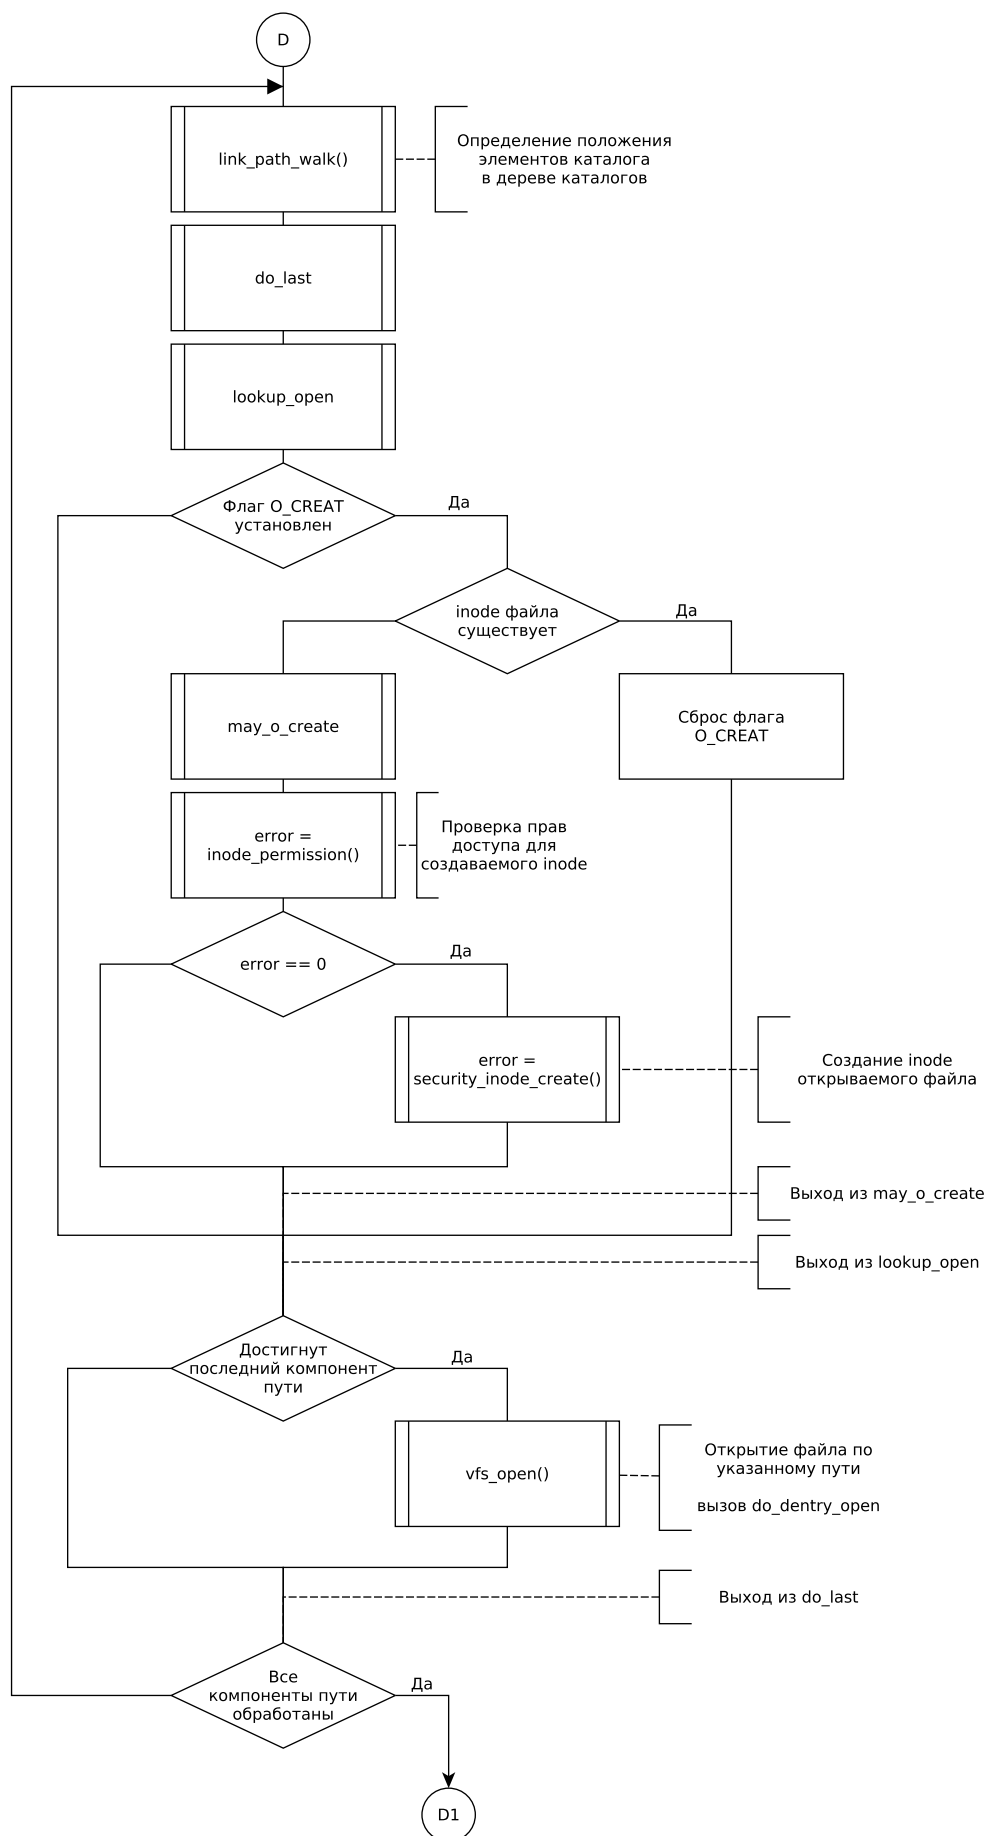 D
link_path_walk()
Определение положения
элементов каталога
в дереве каталогов
do_last
lookup_open
Флаг O_CREAT
установлен
Да
inode файла
существует
Да
may_o_create
Сброс флага
O_CREAT
error =
inode_permission()
Проверка прав
доступа для
создаваемого inode
error == 0
Да
error =
security_inode_create()
Создание inode
открываемого файла
Выход из may_o_create
Выход из lookup_open
Достигнут
последний компонент
пути
Да
vfs_open()
Открытие файла по
указанному пути
вызов do_dentry_open
Выход из do_last
Все
компоненты пути
обработаны
Да
D1